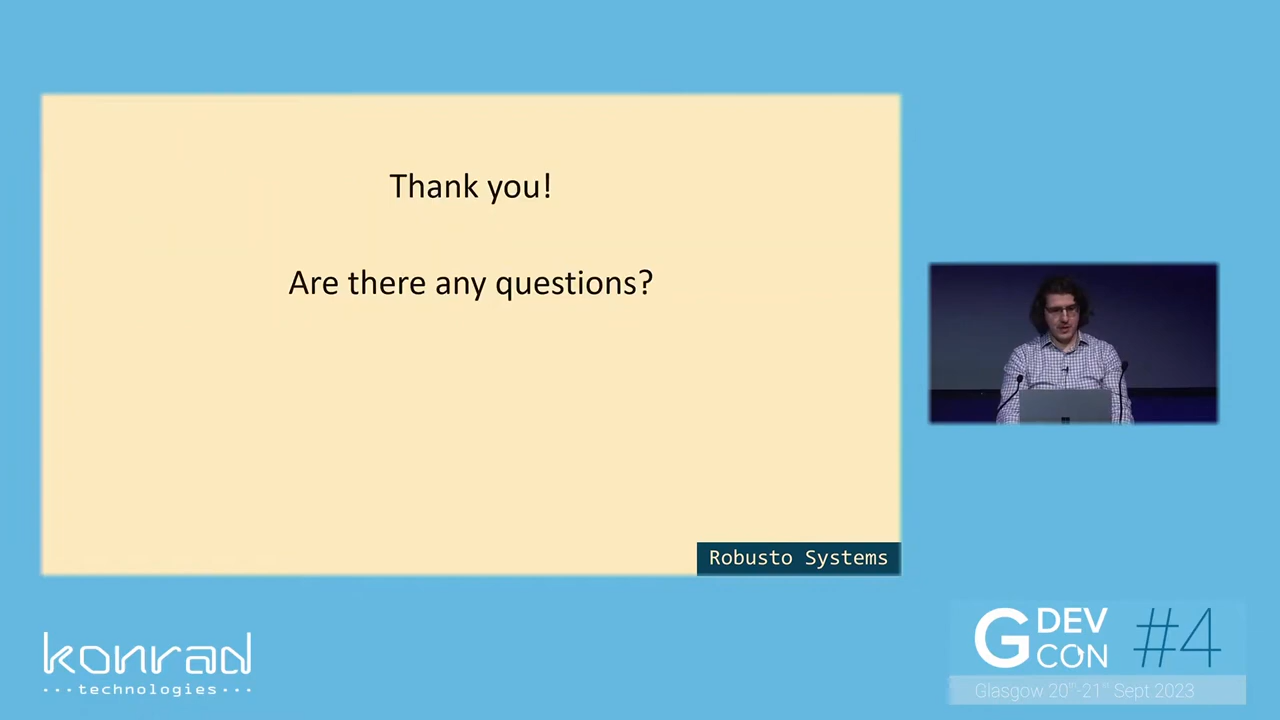 Thank you!
Are there any questions?
Robusto Systems
konrad
technologies
G DEV CON #4
Glasgow 20th-21st Sept 2023